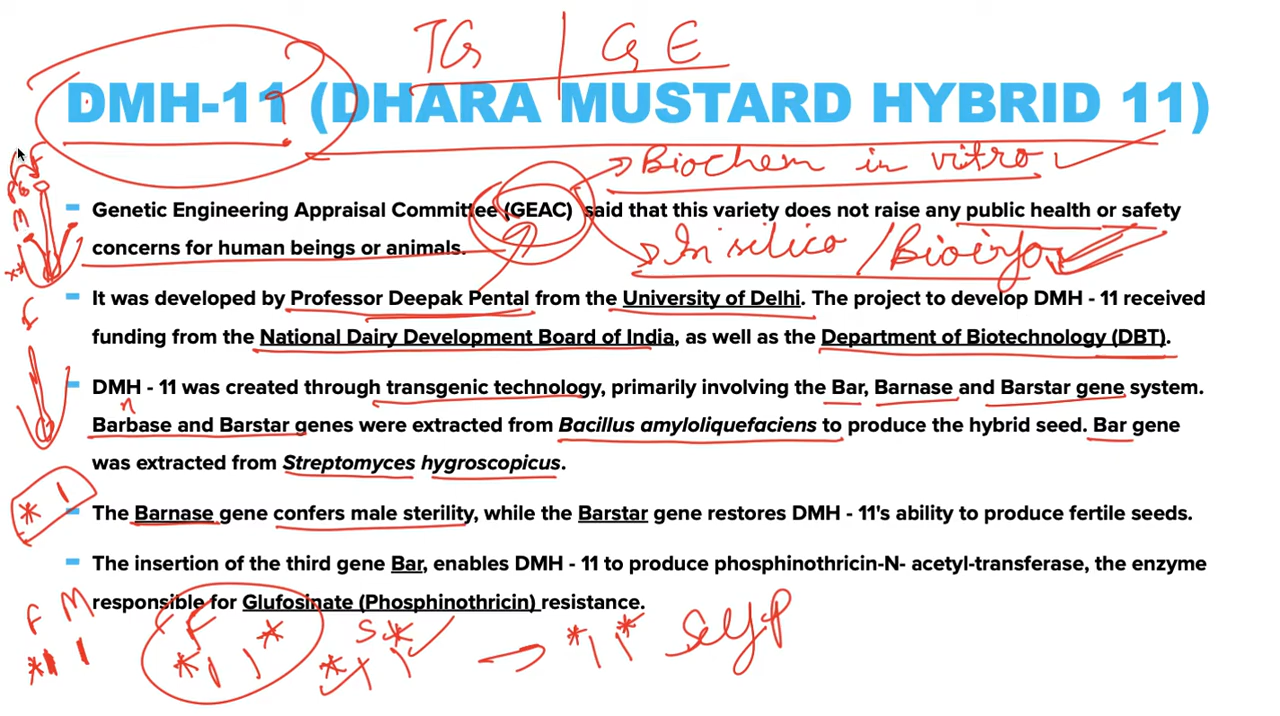 TG | GE
DMH-11 (DHARA MUSTARD HYBRID 11)
Biochem in vitro
Genetic Engineering Appraisal Committee (GEAC) said that this variety does not raise any public health or safety
concerns for human beings or animals.
In silico / Bioinfo
It was developed by Professor Deepak Pental from the University of Delhi. The project to develop DMH - 11 received
funding from the National Dairy Development Board of India, as well as the Department of Biotechnology (DBT).
DMH - 11 was created through transgenic technology, primarily involving the Bar, Barnase and Barstar gene system.
n
Barbase and Barstar genes were extracted from Bacillus amyloliquefaciens to produce the hybrid seed. Bar gene
was extracted from Streptomyces hygroscopicus.
The Barnase gene confers male sterility, while the Barstar gene restores DMH - 11's ability to produce fertile seeds.
The insertion of the third gene Bar, enables DMH - 11 to produce phosphinothricin-N- acetyl-transferase, the enzyme
responsible for Glufosinate (Phosphinothricin) resistance.
F M
F S